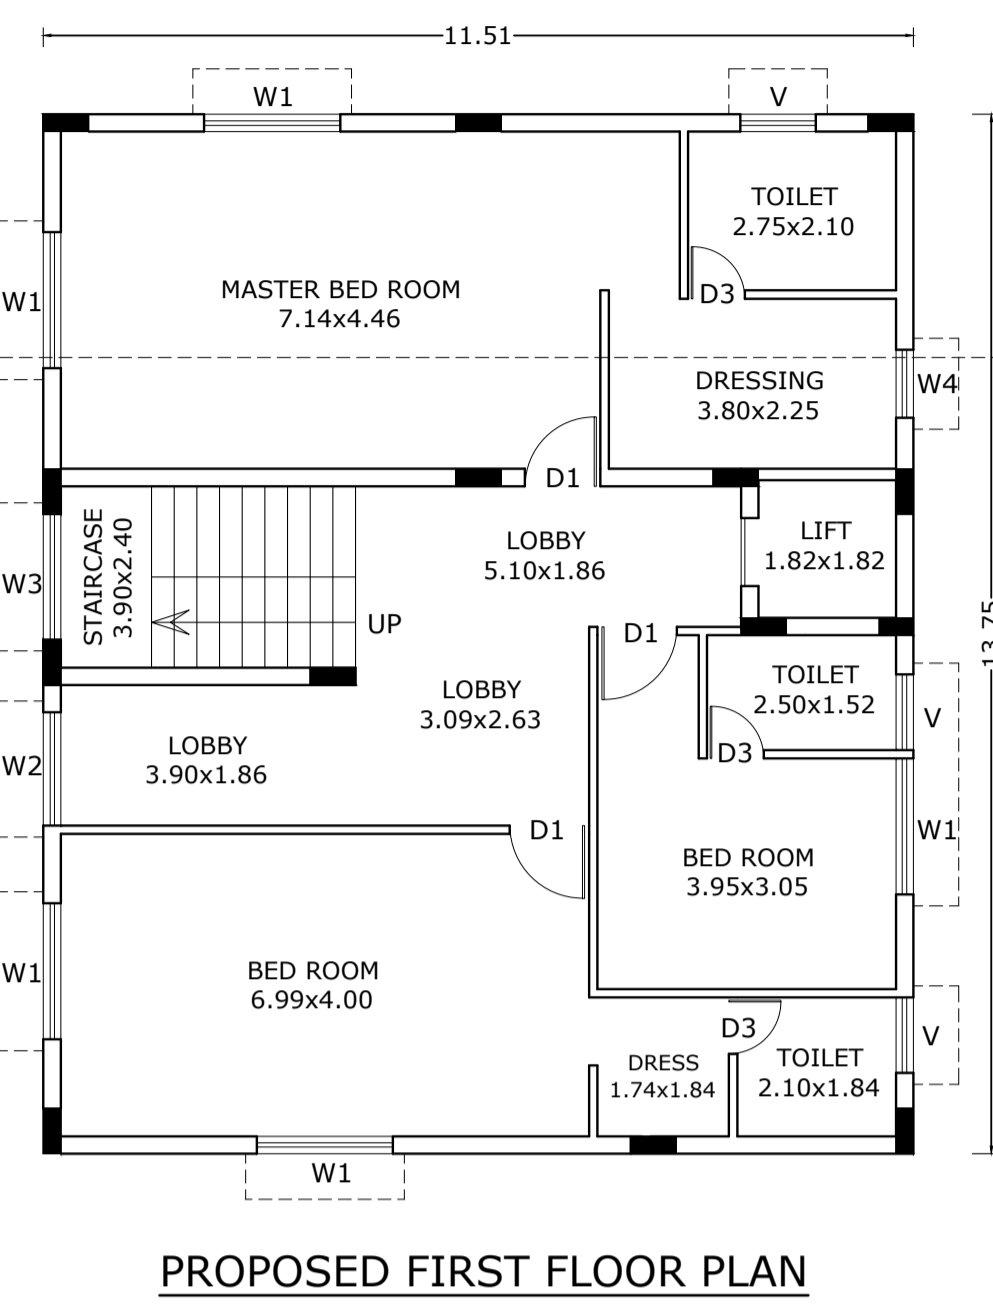 11.51
W1
V
TOILET
2.75x2.10
MASTER BED ROOM
7.14x4.46
W1
D3
DRESSING
3.80x2.25
W4
D1
STAIRCASE
3.90x2.40
LOBBY
5.10x1.86
LIFT
1.82x1.82
W3
UP
D1
13.75
LOBBY
3.09x2.63
TOILET
2.50x1.52
V
LOBBY
3.90x1.86
W2
D3
D1
W1
BED ROOM
3.95x3.05
W1
BED ROOM
6.99x4.00
D3
V
DRESS
1.74x1.84
TOILET
2.10x1.84
W1
PROPOSED FIRST FLOOR PLAN